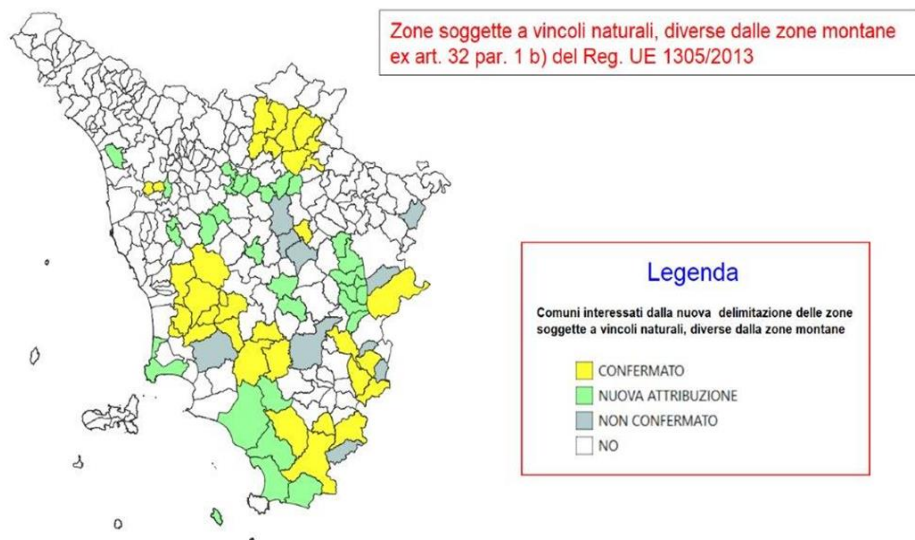 Zone soggette a vincoli naturali, diverse dalle zone montane
ex art. 32 par. 1 b) del Reg. UE 1305/2013
Legenda
Comuni interessati dalla nuova delimitazione delle zone
soggette a vincoli naturali, diverse dalla zone montane
CONFERMATO
NUOVA ATTRIBUZIONE
NON CONFERMATO
NO